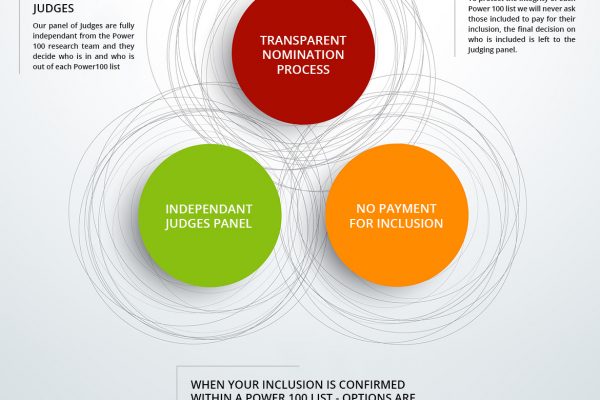 JUDGES
Our panel of Judges are fully
independant from the Power
100 research team and they
decide who is in and who is
out of each Power100 list
Power 100 list we will never ask
those included to pay for their
inclusion, the final decision on
who is included is left to the
Judging panel.
TRANSPARENT
NOMINATION
PROCESS
INDEPENDANT
JUDGES PANEL
NO PAYMENT
FOR INCLUSION
WHEN YOUR INCLUSION IS CONFIRMED
WITHIN A POWER 100 LIST - OPTIONS ARE